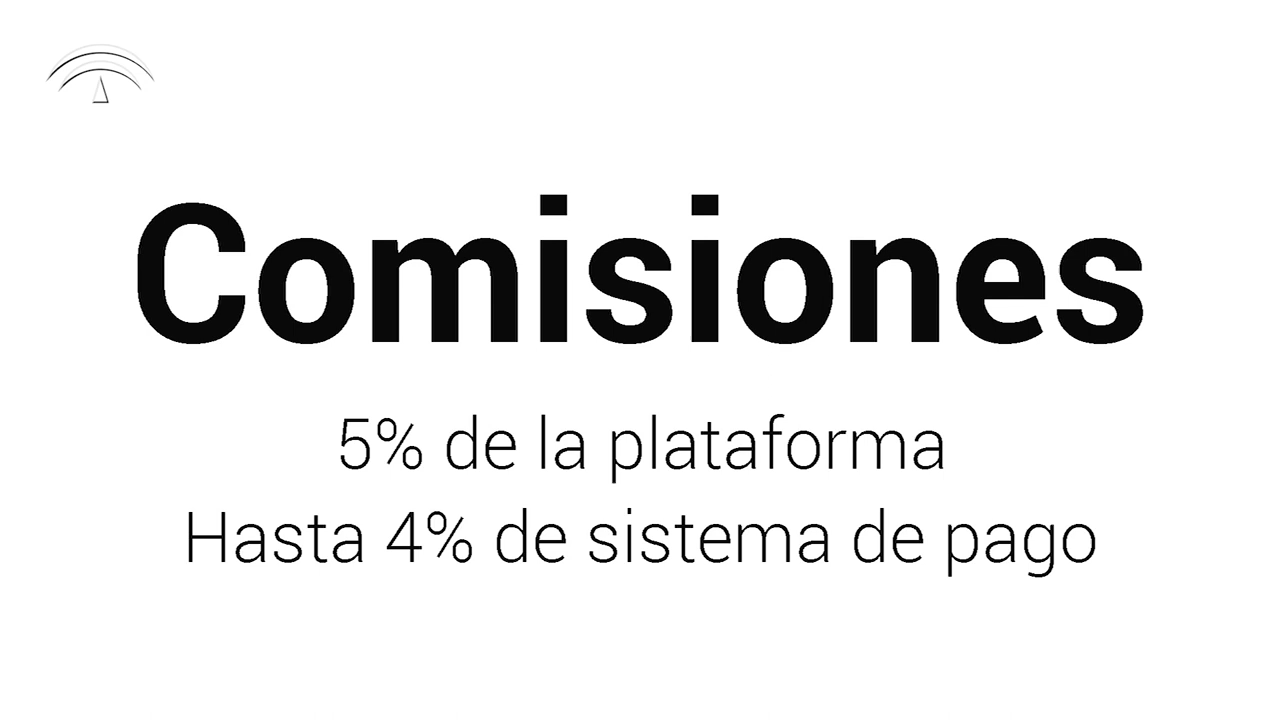 Comisiones
5% de la plataforma
Hasta 4% de sistema de pago